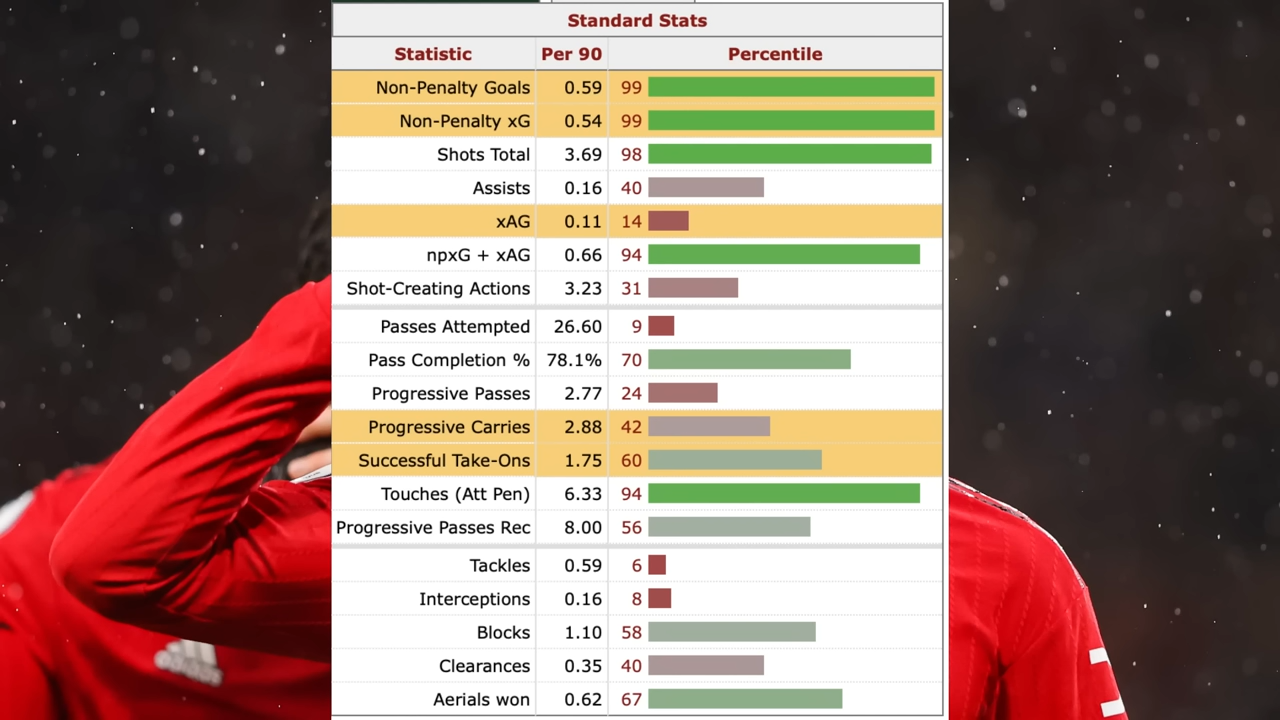 Standard Stats
Statistic Per 90 Percentile
Non-Penalty Goals 0.59 99
Non-Penalty xG 0.54 99
Shots Total 3.69 98
Assists 0.16 40
xAG 0.11 14
npxG + xAG 0.66 94
Shot-Creating Actions 3.23 31
Passes Attempted 26.60 9
Pass Completion % 78.1% 70
Progressive Passes 2.77 24
Progressive Carries 2.88 42
Successful Take-Ons 1.75 60
Touches (Att Pen) 6.33 94
Progressive Passes Rec 8.00 56
Tackles 0.59 6
Interceptions 0.16 8
Blocks 1.10 58
Clearances 0.35 40
Aerials won 0.62 67
adidas